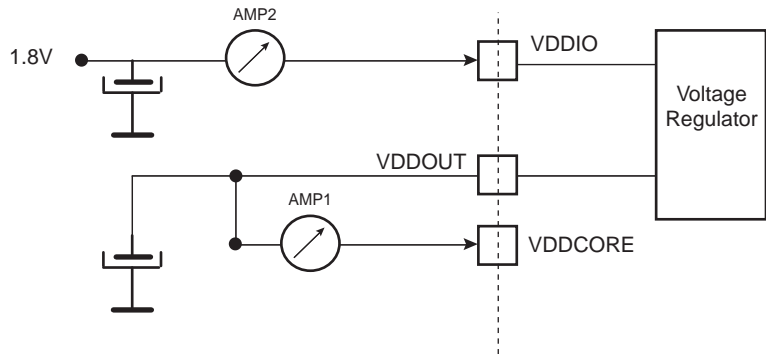 AMP2
1.8V
VDDIO
Voltage
Regulator
VDDOUT
AMP1
VDDCORE